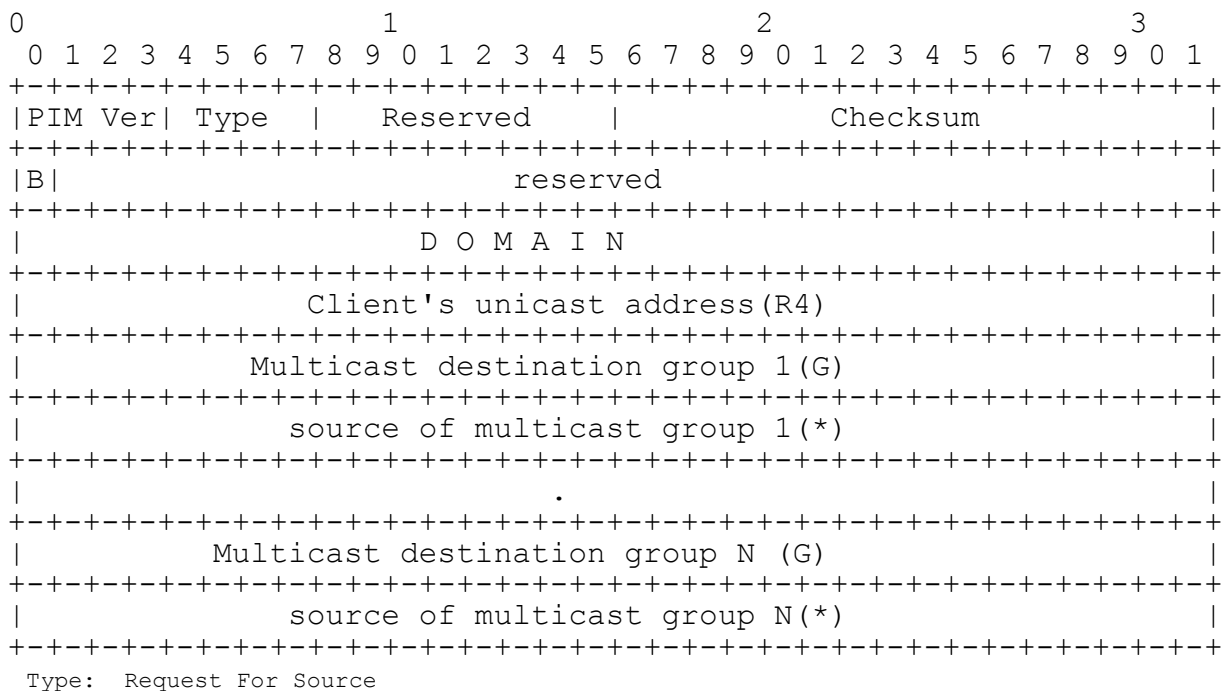 0                   1                   2                   3
 0 1 2 3 4 5 6 7 8 9 0 1 2 3 4 5 6 7 8 9 0 1 2 3 4 5 6 7 8 9 0 1
+-+-+-+-+-+-+-+-+-+-+-+-+-+-+-+-+-+-+-+-+-+-+-+-+-+-+-+-+-+-+-+-+
|PIM Ver| Type  |   Reserved    |           Checksum            |
+-+-+-+-+-+-+-+-+-+-+-+-+-+-+-+-+-+-+-+-+-+-+-+-+-+-+-+-+-+-+-+-+
|B|                        reserved                             |
+-+-+-+-+-+-+-+-+-+-+-+-+-+-+-+-+-+-+-+-+-+-+-+-+-+-+-+-+-+-+-+-+
|                     D O M A I N                               |
+-+-+-+-+-+-+-+-+-+-+-+-+-+-+-+-+-+-+-+-+-+-+-+-+-+-+-+-+-+-+-+-+
|               Client's unicast address(R4)                    |
+-+-+-+-+-+-+-+-+-+-+-+-+-+-+-+-+-+-+-+-+-+-+-+-+-+-+-+-+-+-+-+-+
|            Multicast destination group 1(G)                   |
+-+-+-+-+-+-+-+-+-+-+-+-+-+-+-+-+-+-+-+-+-+-+-+-+-+-+-+-+-+-+-+-+
|              source of multicast group 1(*)                   |
+-+-+-+-+-+-+-+-+-+-+-+-+-+-+-+-+-+-+-+-+-+-+-+-+-+-+-+-+-+-+-+-+
|                            .                                  |
+-+-+-+-+-+-+-+-+-+-+-+-+-+-+-+-+-+-+-+-+-+-+-+-+-+-+-+-+-+-+-+-+
|          Multicast destination group N (G)                    |
+-+-+-+-+-+-+-+-+-+-+-+-+-+-+-+-+-+-+-+-+-+-+-+-+-+-+-+-+-+-+-+-+
|              source of multicast group N(*)                   |
+-+-+-+-+-+-+-+-+-+-+-+-+-+-+-+-+-+-+-+-+-+-+-+-+-+-+-+-+-+-+-+-+
Type:  Request For Source